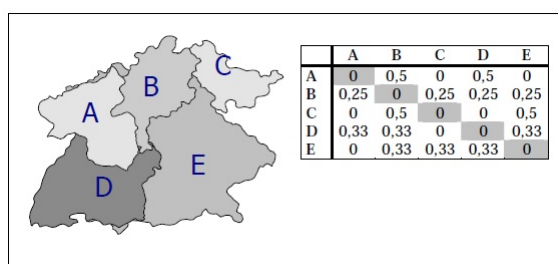 A
B
C
D
E
A B C D E
A 0 0,5 0 0,5 0
B 0,25 0 0,25 0,25 0,25
C 0 0,5 0 0 0,5
D 0,33 0,33 0 0 0,33
E 0 0,33 0,33 0,33 0